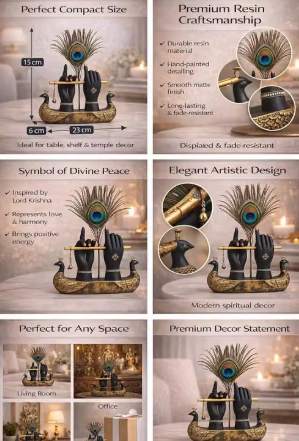 Perfect Compact Size
15 cm
6 cm
23 cm
Ideal for table, shelf & temple decor
Premium Resin
Craftsmanship
✓ Durable resin
material
✓ Hand-painted
detailing
✓ Smooth matte
finish
✓ Long-lasting
& fade-resistant
Displated & fade-resistant
Symbol of Divine Peace
✓ Inspired by
Lord Krishna
✓ Represents love
& harmony
✓ Brings positive
energy
Elegant Artistic Design
Modern spiritual decor
Perfect for Any Space
Living Room
Office
Premium Decor Statement